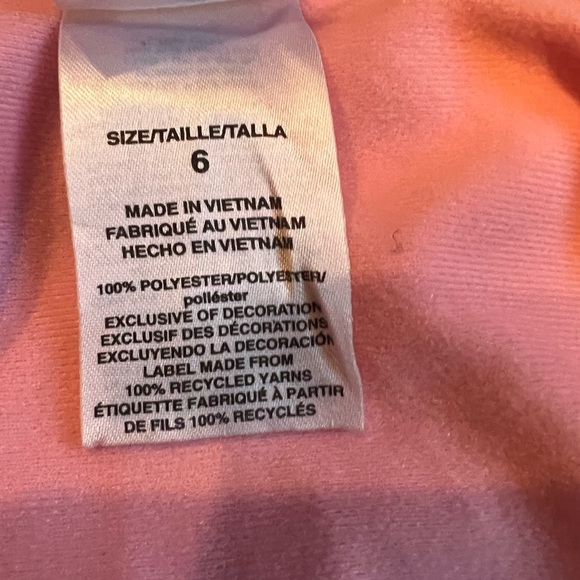 SIZE/TAILLE/TALLA
6
MADE IN VIETNAM
FABRIQUÉ AU VIETNAM
HECHO EN VIETNAM
100% POLYESTER/POLYESTER/
poliéster
EXCLUSIVE OF DECORATION
EXCLUSIF DES DÉCORATIONS
EXCLUYENDO LA DECORACIÓN
LABEL MADE FROM
100% RECYCLED YARNS
ÉTIQUETTE FABRIQUÉ À PARTIR
DE FILS 100% RECYCLÉS